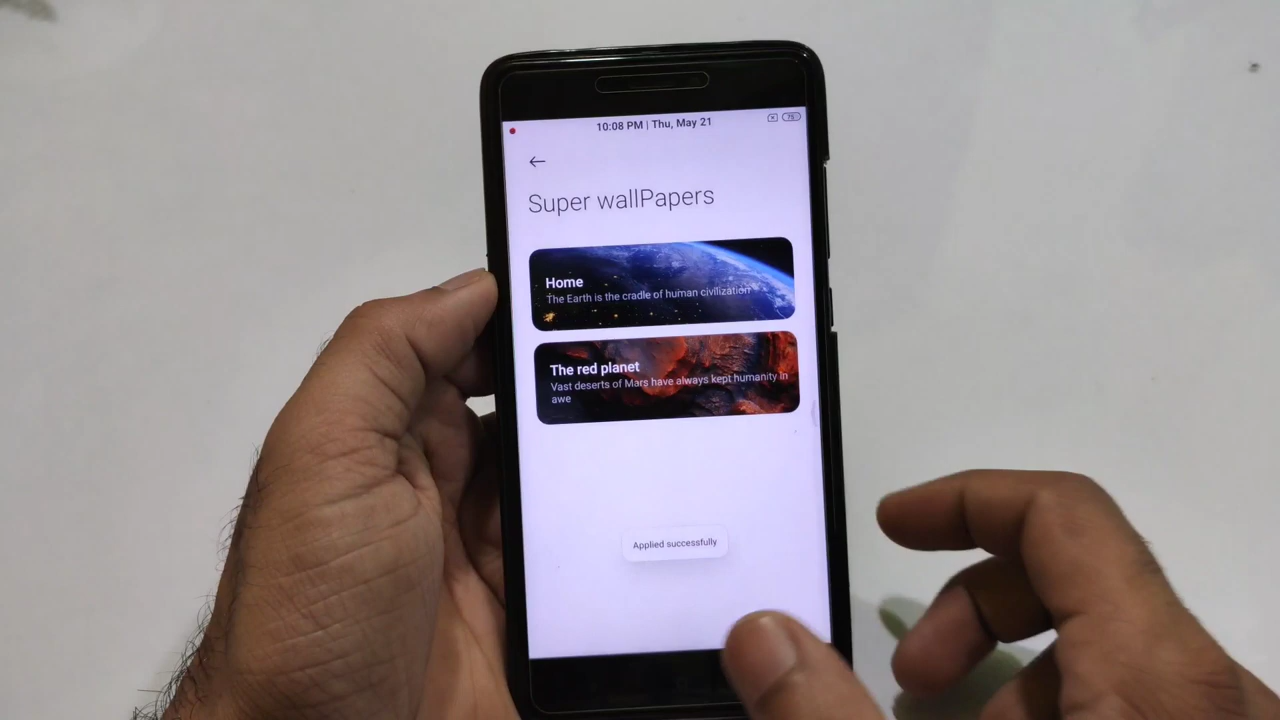 10:08 PM | Thu, May 21
75
Super wallPapers
Home
The Earth is the cradle of human civilization
The red planet
Vast deserts of Mars have always kept humanity in
awe
Applied successfully